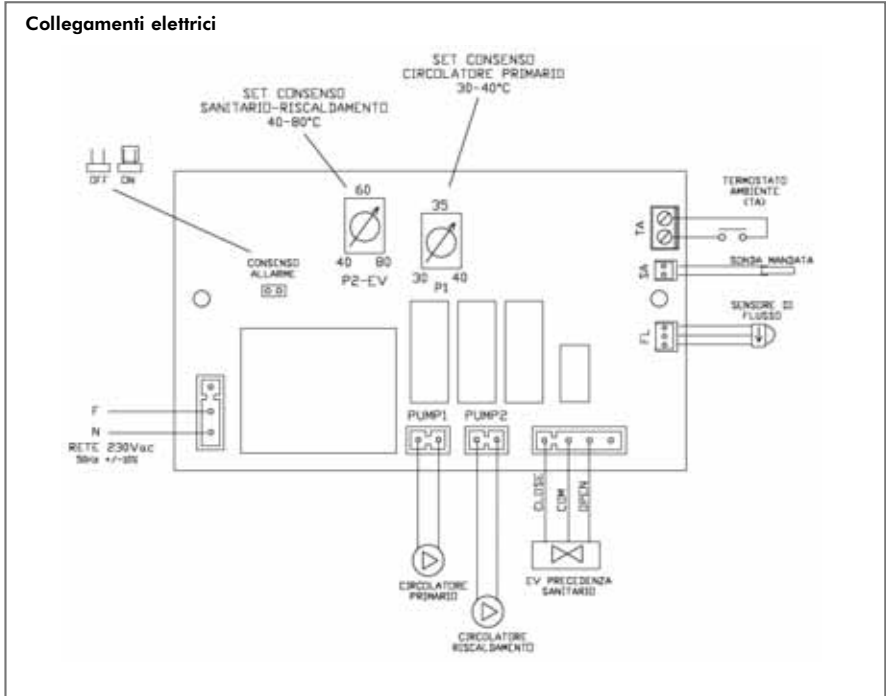 Collegamenti elettrici
SET CONSENSO
CIRCOLATORE PRIMARIO
30-40°C
SET CONSENSO
SANITARIO-RISCALDAMENTO
40-80°C
OFF ON
60
40 80
P2-EV
35
30 40
P1
CONSENSO
ALLARME
TERMOSTATO
AMBIENTE
(TA)
TA
SONDA MANDATA
SA
SENSORE DI
FLUSSO
FL
F
N
RETE 230Vac
50Hz +/-10%
PUMP1 PUMP2
CLOSE
COM
OPEN
CIRCOLATORE
PRIMARIO
EV PRECEDENZA
SANITARIO
CIRCOLATORE
RISCALDAMENTO